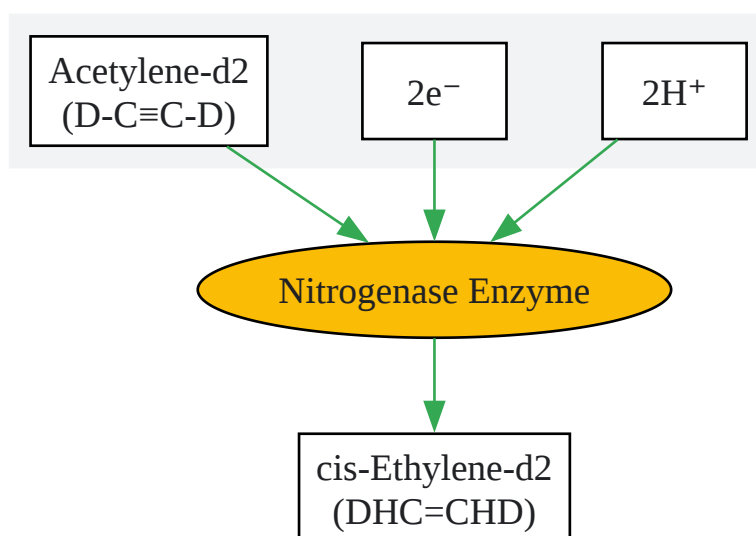 Acetylene-d2
(D-C≡C-D)
2e⁻
2H⁺
Nitrogenase Enzyme
cis-Ethylene-d2
(DHC=CHD)